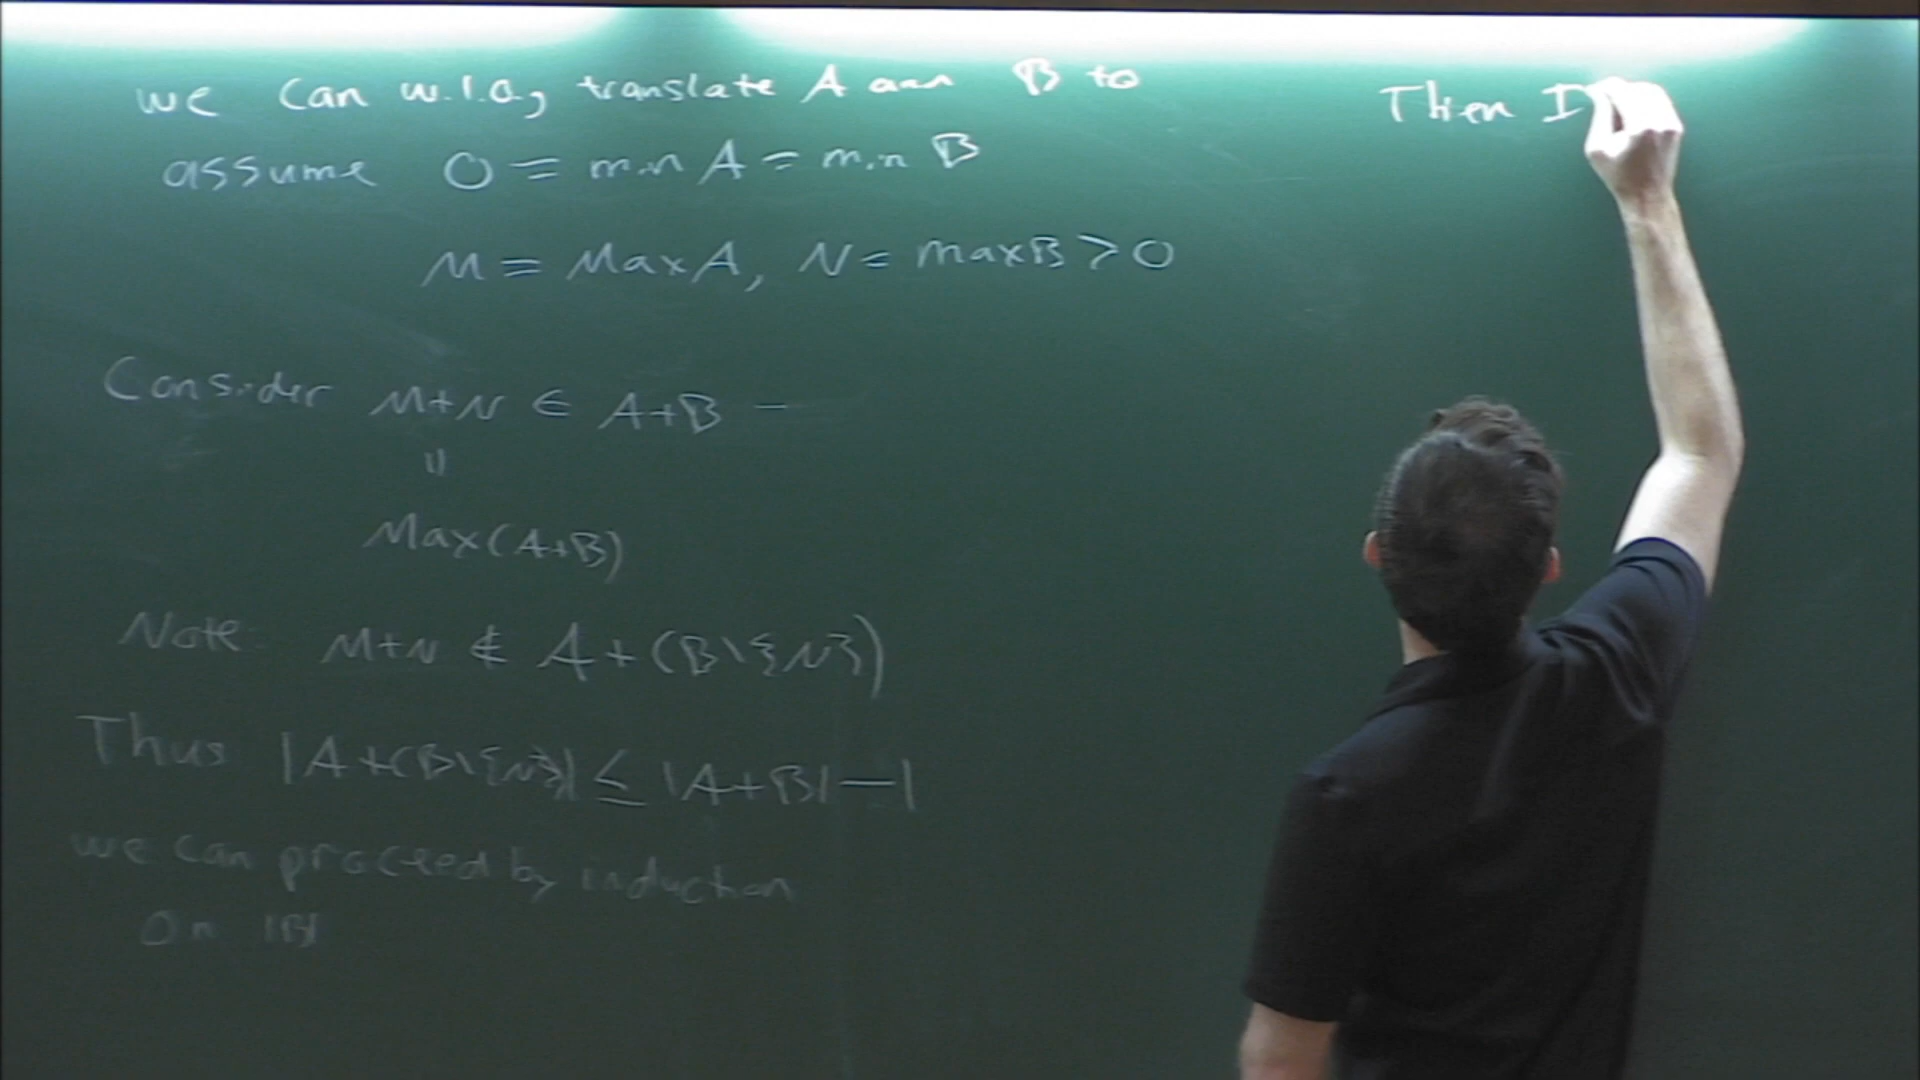 we can w.l.o, translate A and B to
assume 0 = min A = min B
M = Max A, N = max B > 0
Consider M+N ∈ A+B -
=
Max(A+B)
Note: M+N ∉ A+(B\{N})
Thus |A+(B\{N})| ≤ |A+B|-1
we can proceed by induction
on |B|
Then I